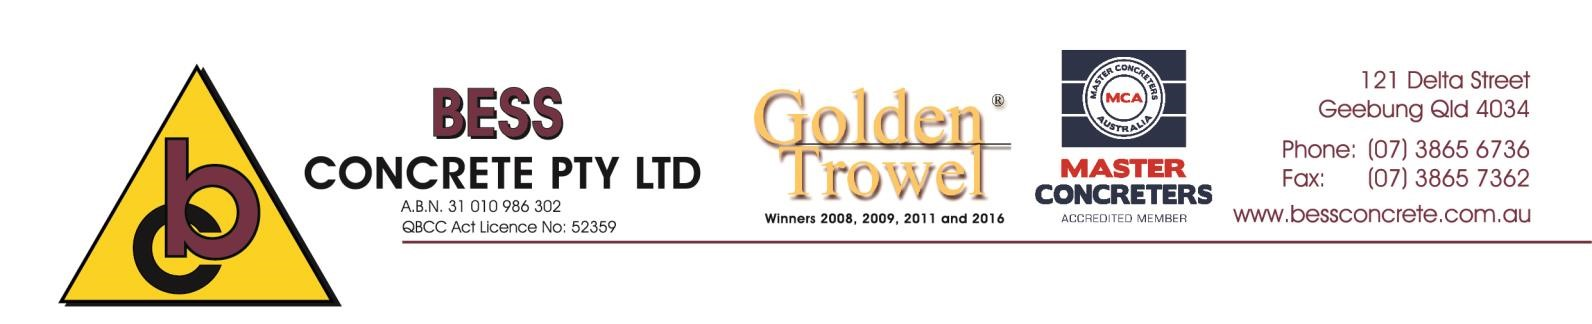 bc
BESS
CONCRETE PTY LTD
A.B.N. 31 010 986 302
QBCC Act Licence No: 52359
Golden®
Trowel
Winners 2008, 2009, 2011 and 2016
MASTER CONCRETERS
MCA
AUSTRALIA
MASTER
CONCRETERS
ACCREDITED MEMBER
121 Delta Street
Geebung Qld 4034
Phone: (07) 3865 6736
Fax: (07) 3865 7362
www.bessconcrete.com.au